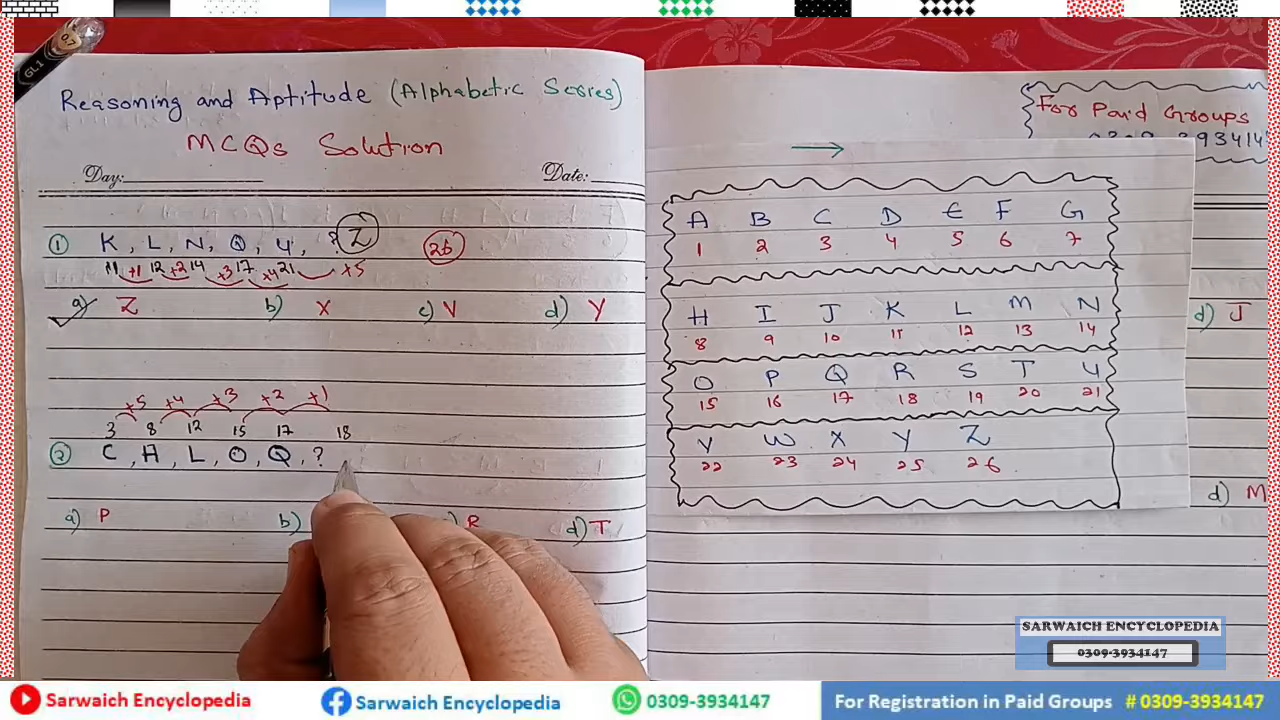 GL1 0.7
Reasoning and Aptitude (Alphabetic Series)
MCQs Solution
Day: Date:
① K, L, N, Q, U, ? Z 26
11 +1 12 +2 14 +3 17 +4 21 +5
a) Z b) X c) V d) Y
+5 +4 +3 +2 +1
3 8 12 15 17 18
② C, H, L, O, Q, ?
a) P b) ) R d) T
For Paid Groups
A B C D E F G
1 2 3 4 5 6 7
H I J K L M N
8 9 10 11 12 13 14
O P Q R S T U
15 16 17 18 19 20 21
V W X Y Z
22 23 24 25 26
d) J
d) M
SARWAICH ENCYCLOPEDIA
0309-3934147
Sarwaich Encyclopedia
Sarwaich Encyclopedia
0309-3934147
For Registration in Paid Groups # 0309-3934147